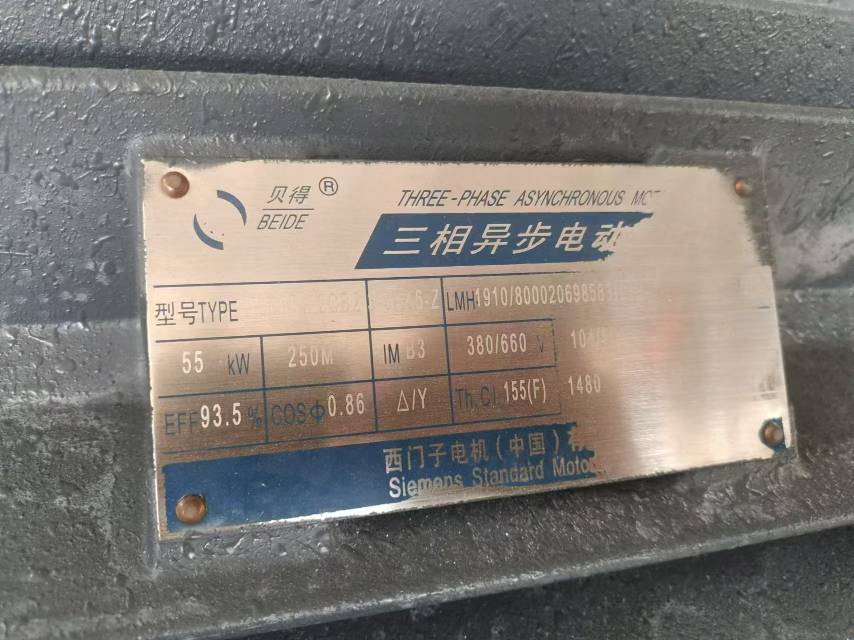 贝得®
BEIDE
THREE-PHASE ASYNCHRONOUS
三相异步电动
型号TYPE LMH1910/80002069858
55 kW 250M IM B3 380/660 V
EFF93.5% COSΦ0.86 △/Y Th.Cl.155(F) 1480
西门子电机(中国)
Siemens Standard Motor